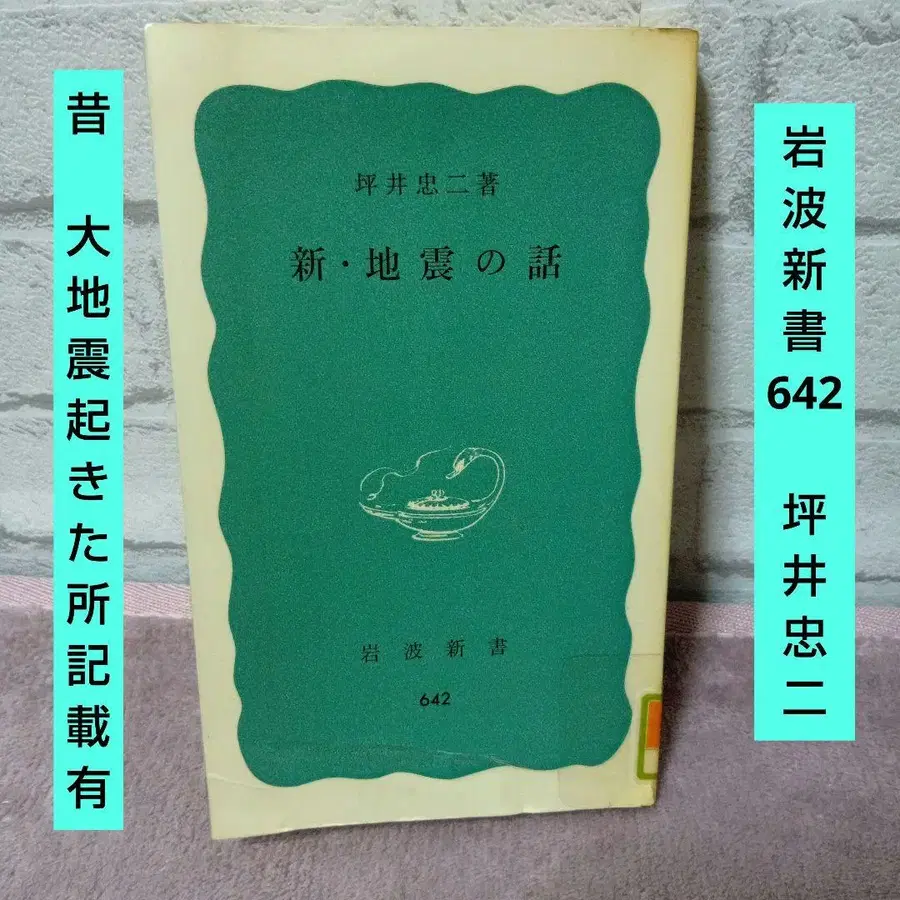 岩波新書642 坪井忠二
昔 大地震起きた所記載有
坪井忠二著
新・地震の話
岩波新書
642